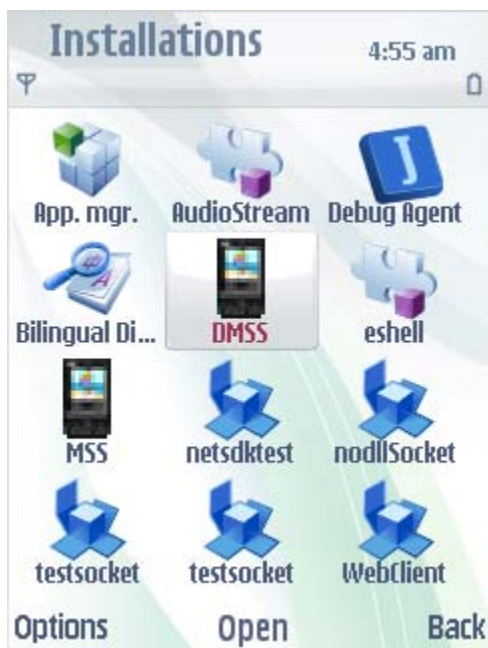 Installations
4:55 am
App. mgr.
AudioStream
Debug Agent
Bilingual Di...
DMSS
eshell
MSS
netsdktest
nodllSocket
testsocket
testsocket
WebClient
Options
Open
Back